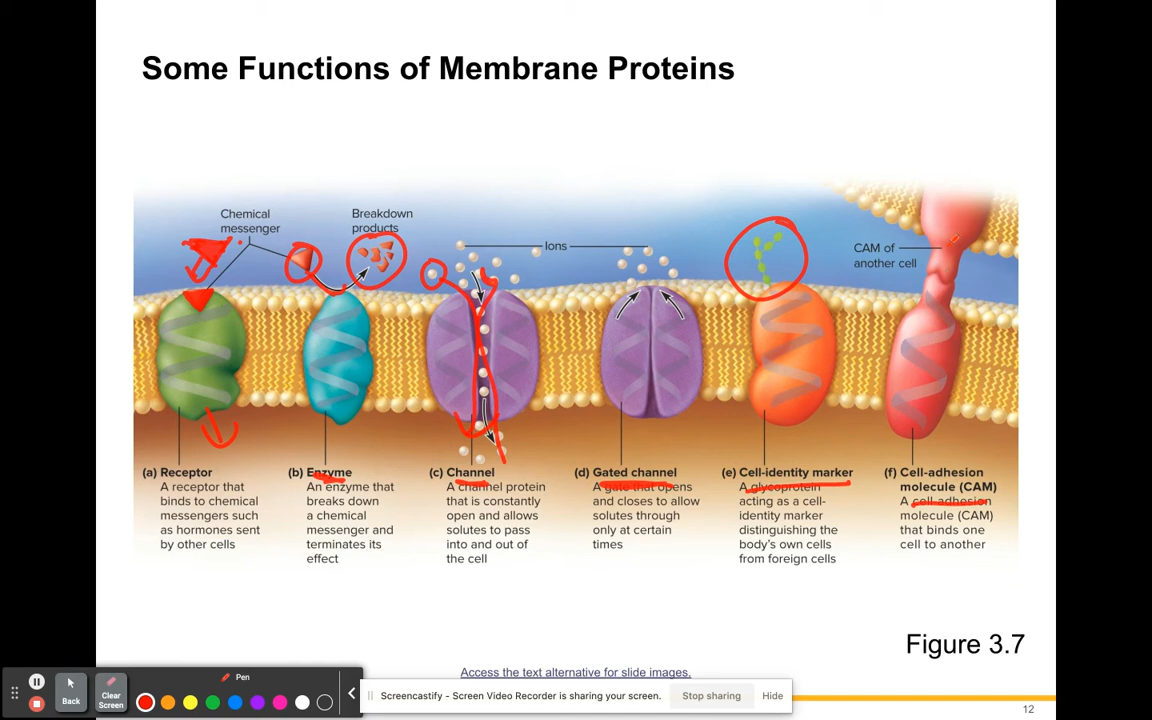 Some Functions of Membrane Proteins
Chemical
messenger
Breakdown
products
Ions
CAM of
another cell
(a) Receptor
A receptor that
binds to chemical
messengers such
as hormones sent
by other cells
(b) Enzyme
An enzyme that
breaks down
a chemical
messenger and
terminates its
effect
(c) Channel
A channel protein
that is constantly
open and allows
solutes to pass
into and out of
the cell
(d) Gated channel
A gate that opens
and closes to allow
solutes through
only at certain
times
(e) Cell-identity marker
A glycoprotein
acting as a cell-
identity marker
distinguishing the
body's own cells
from foreign cells
(f) Cell-adhesion
molecule (CAM)
A cell-adhesion
molecule (CAM)
that binds one
cell to another
Figure 3.7
Access the text alternative for slide images.
Pen
Back
Clear
Screen
Screencastify - Screen Video Recorder is sharing your screen.
Stop sharing
Hide
12